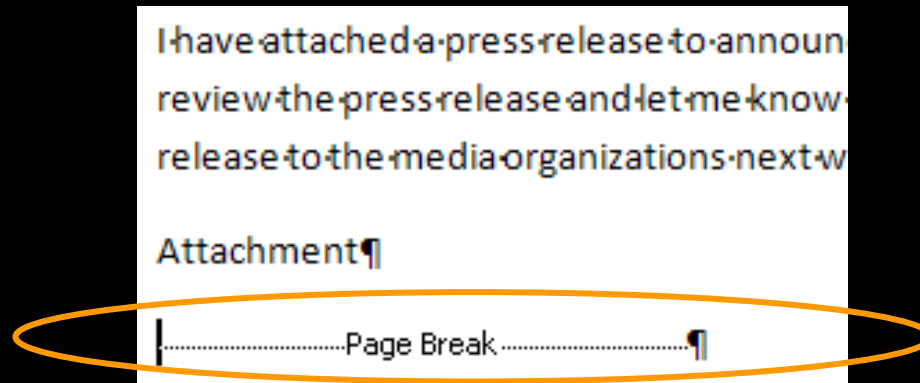 I·have·attached·a·press·release·to·announ
review·the·press·release·and·let·me·know·
release·to·the·media·organizations·next·w
Attachment¶
Page Break¶